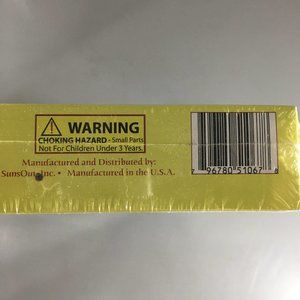 WARNING
CHOKING HAZARD - Small Parts
Not For Children Under 3 Years.
Manufactured and Distributed by:
SunsOut, Inc. • Manufactured in the U.S.A.
7 96780 51067